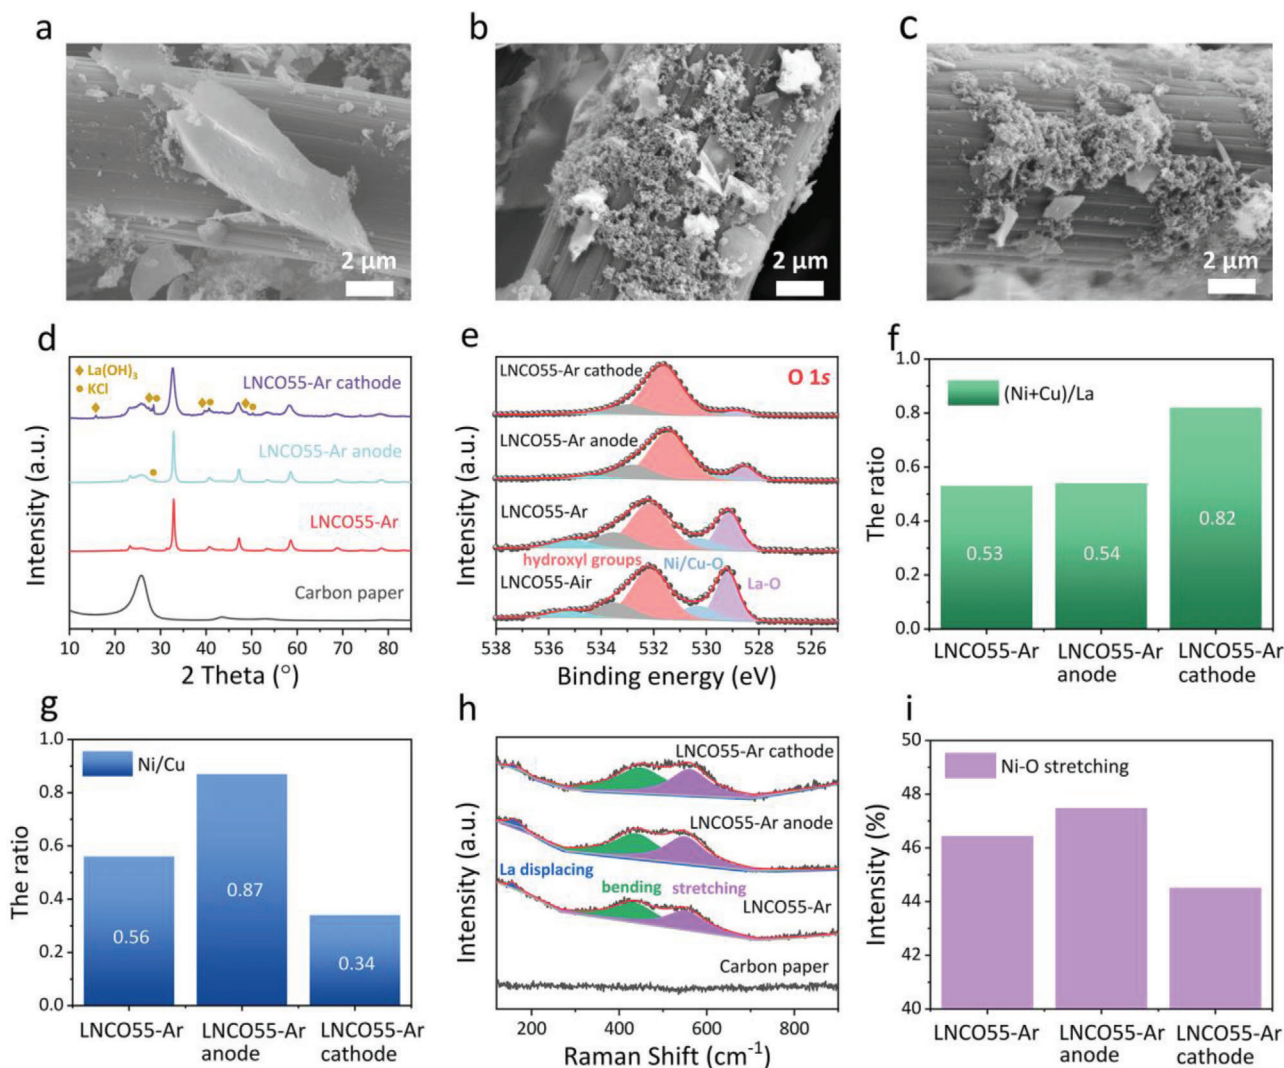 a
b
c
2 μm
2 μm
2 μm
d
La(OH)3
KCl
LNCO55-Ar cathode
LNCO55-Ar anode
LNCO55-Ar
Carbon paper
Intensity (a.u.)
10 20 30 40 50 60 70 80
2 Theta (°)
e
LNCO55-Ar cathode
O 1s
LNCO55-Ar anode
LNCO55-Ar
hydroxyl groups
Ni/Cu-O
LNCO55-Air
La-O
Intensity (a.u.)
538 536 534 532 530 528 526
Binding energy (eV)
f
1.0
0.8
0.6
0.4
0.2
0.0
The ratio
(Ni+Cu)/La
0.53
0.54
0.82
LNCO55-Ar
LNCO55-Ar anode
LNCO55-Ar cathode
g
1.0
0.8
0.6
0.4
0.2
0.0
The ratio
Ni/Cu
0.56
0.87
0.34
LNCO55-Ar
LNCO55-Ar anode
LNCO55-Ar cathode
h
LNCO55-Ar cathode
LNCO55-Ar anode
La displacing
bending
stretching
LNCO55-Ar
Carbon paper
Intensity (a.u.)
200 400 600 800
Raman Shift (cm-1)
i
50
48
46
44
42
40
Intensity (%)
Ni-O stretching
LNCO55-Ar
LNCO55-Ar anode
LNCO55-Ar cathode